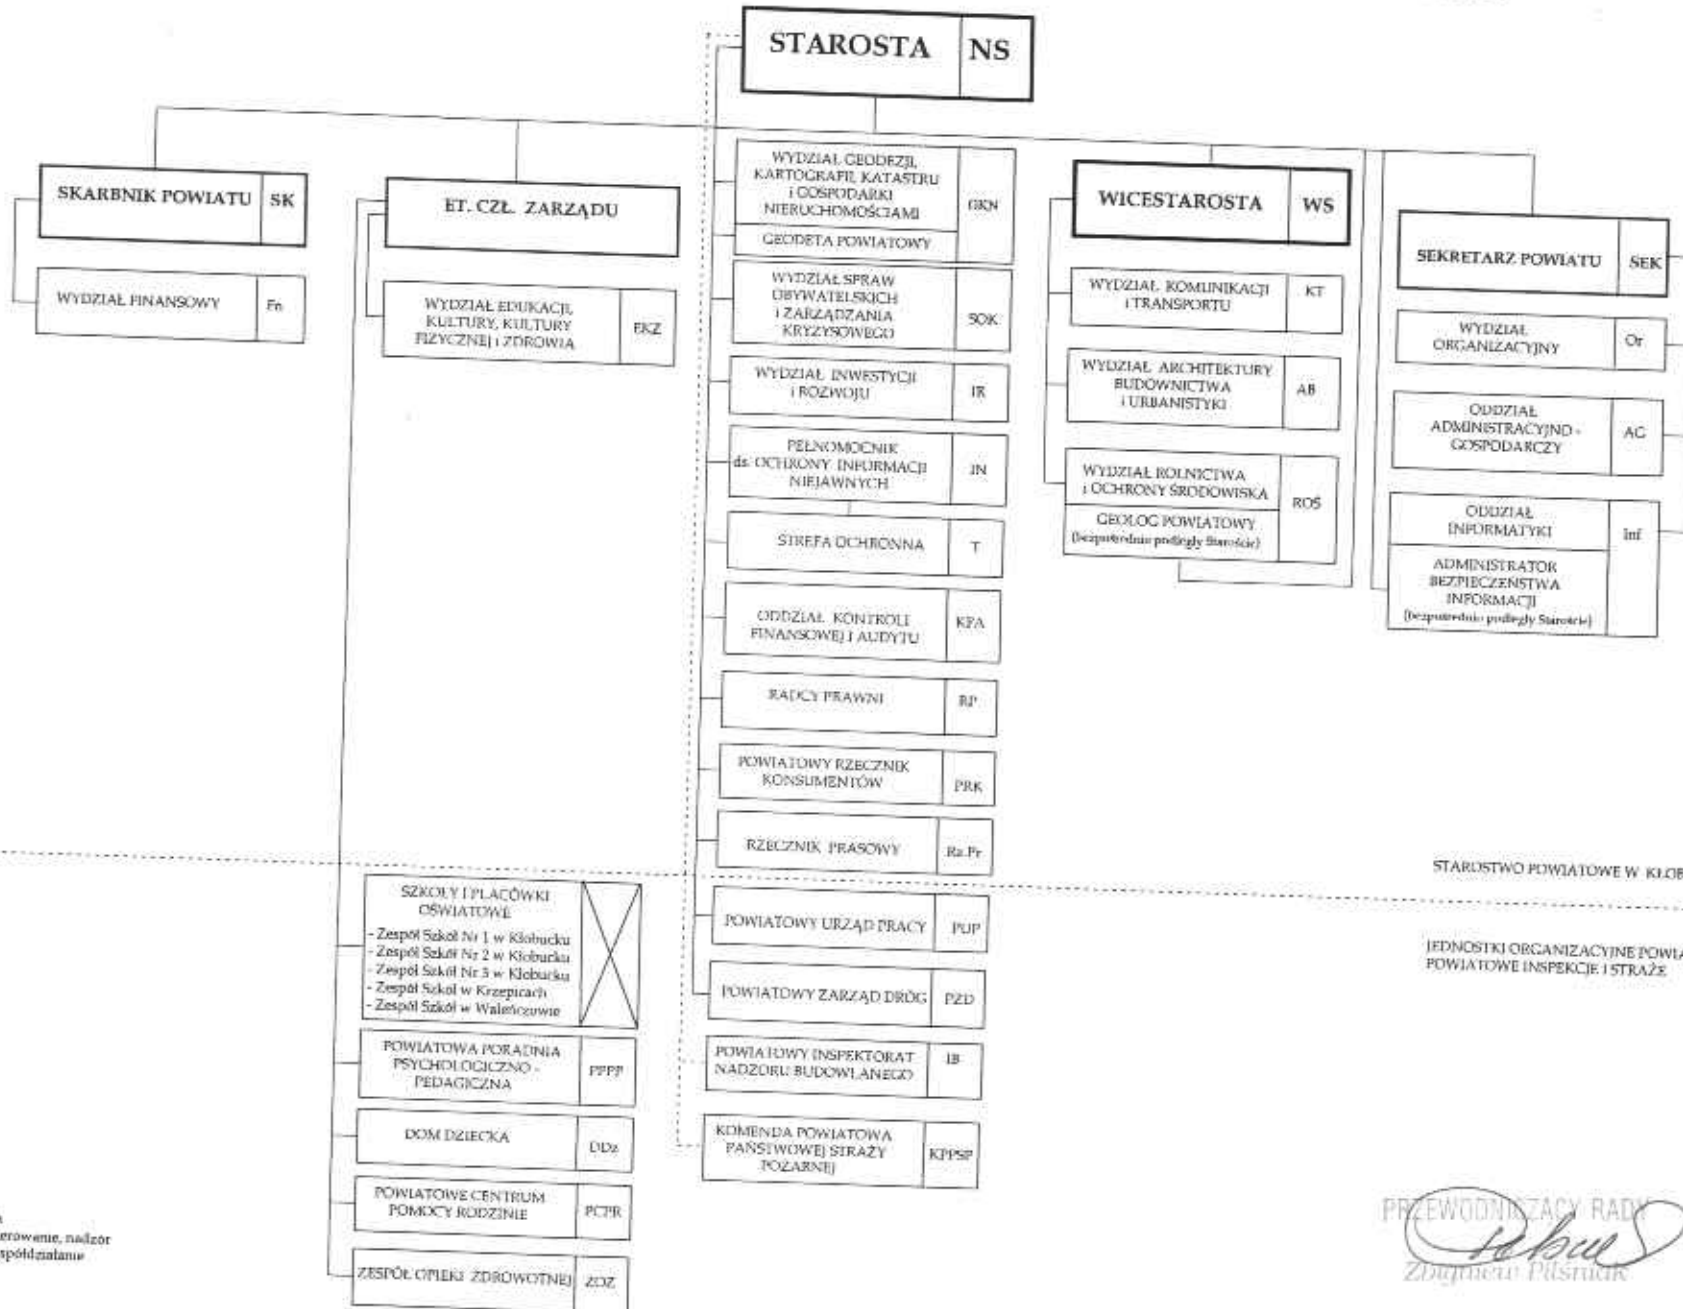 STAROSTA NS
SKARBNIK POWIATU SK
WYDZIAŁ FINANSOWY Fn
ET. CZŁ. ZARZĄDU
WYDZIAŁ EDUKACJI,
KULTURY, KULTURY
FIZYCZNEJ i ZDROWIA
EKZ
WYDZIAŁ GEODEZJI,
KARTOGRAFII, KATASTRU
i GOSPODARKI
NIERUCHOMOŚCIAMI
GKN
GEODETA POWIATOWY
WYDZIAŁ SPRAW
OBYWATELSKICH
i ZARZĄDZANIA
KRYZYSOWEGO
SOK
WYDZIAŁ INWESTYCJI
i ROZWOJU
IR
PEŁNOMOCNIK
ds. OCHRONY INFORMACJI
NIEJAWNYCH
IN
STREFA OCHRONNA T
ODDZIAŁ KONTROLI
FINANSOWEJ I AUDYTU
KFA
RADCY PRAWNI RP
POWIATOWY RZECZNIK
KONSUMENTÓW
PRK
RZECZNIK PRASOWY Rz.Pr
WICESTAROSTA WS
WYDZIAŁ KOMUNIKACJI
i TRANSPORTU
KT
WYDZIAŁ ARCHITEKTURY
BUDOWNICTWA
i URBANISTYKI
AB
WYDZIAŁ ROLNICTWA
i OCHRONY ŚRODOWISKA
ROŚ
GEOLOG POWIATOWY
(bezpośrednio podległy Staroście)
SEKRETARZ POWIATU SEK
WYDZIAŁ
ORGANIZACYJNY
Or
ODDZIAŁ
ADMINISTRACYJNO -
GOSPODARCZY
AG
ODDZIAŁ
INFORMATYKI
Inf
ADMINISTRATOR
BEZPIECZEŃSTWA
INFORMACJI
(bezpośrednio podległy Staroście)
STAROSTWO POWIATOWE W KŁOB
SZKOŁY I PLACÓWKI
OŚWIATOWE
- Zespół Szkół Nr 1 w Kłobucku
- Zespół Szkół Nr 2 w Kłobucku
- Zespół Szkół Nr 3 w Kłobucku
- Zespół Szkół w Krzepicach
- Zespół Szkół w Waleńczowie
POWIATOWA PORADNIA
PSYCHOLOGICZNO -
PEDAGICZNA
PPPP
DOM DZIECKA DDz
POWIATOWE CENTRUM
POMOCY RODZINIE
PCPR
ZESPÓŁ OPIEKI ZDROWOTNEJ ZOZ
POWIATOWY URZĄD PRACY PUP
POWIATOWY ZARZĄD DRÓG PZD
POWIATOWY INSPEKTORAT
NADZORU BUDOWLANEGO
IB
KOMENDA POWIATOWA
PAŃSTWOWEJ STRAŻY
POŻARNEJ
KPPSP
JEDNOSTKI ORGANIZACYJNE POWIA
POWIATOWE INSPEKCJE I STRAŻE
erowanie, nadzór
spółdziałanie
PRZEWODNICZĄCY RADY
Zbigniew Pilśniak